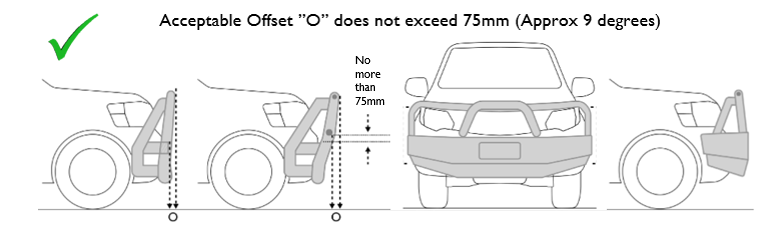 Acceptable Offset "O" does not exceed 75mm (Approx 9 degrees)
No
more
than
75mm
O
O